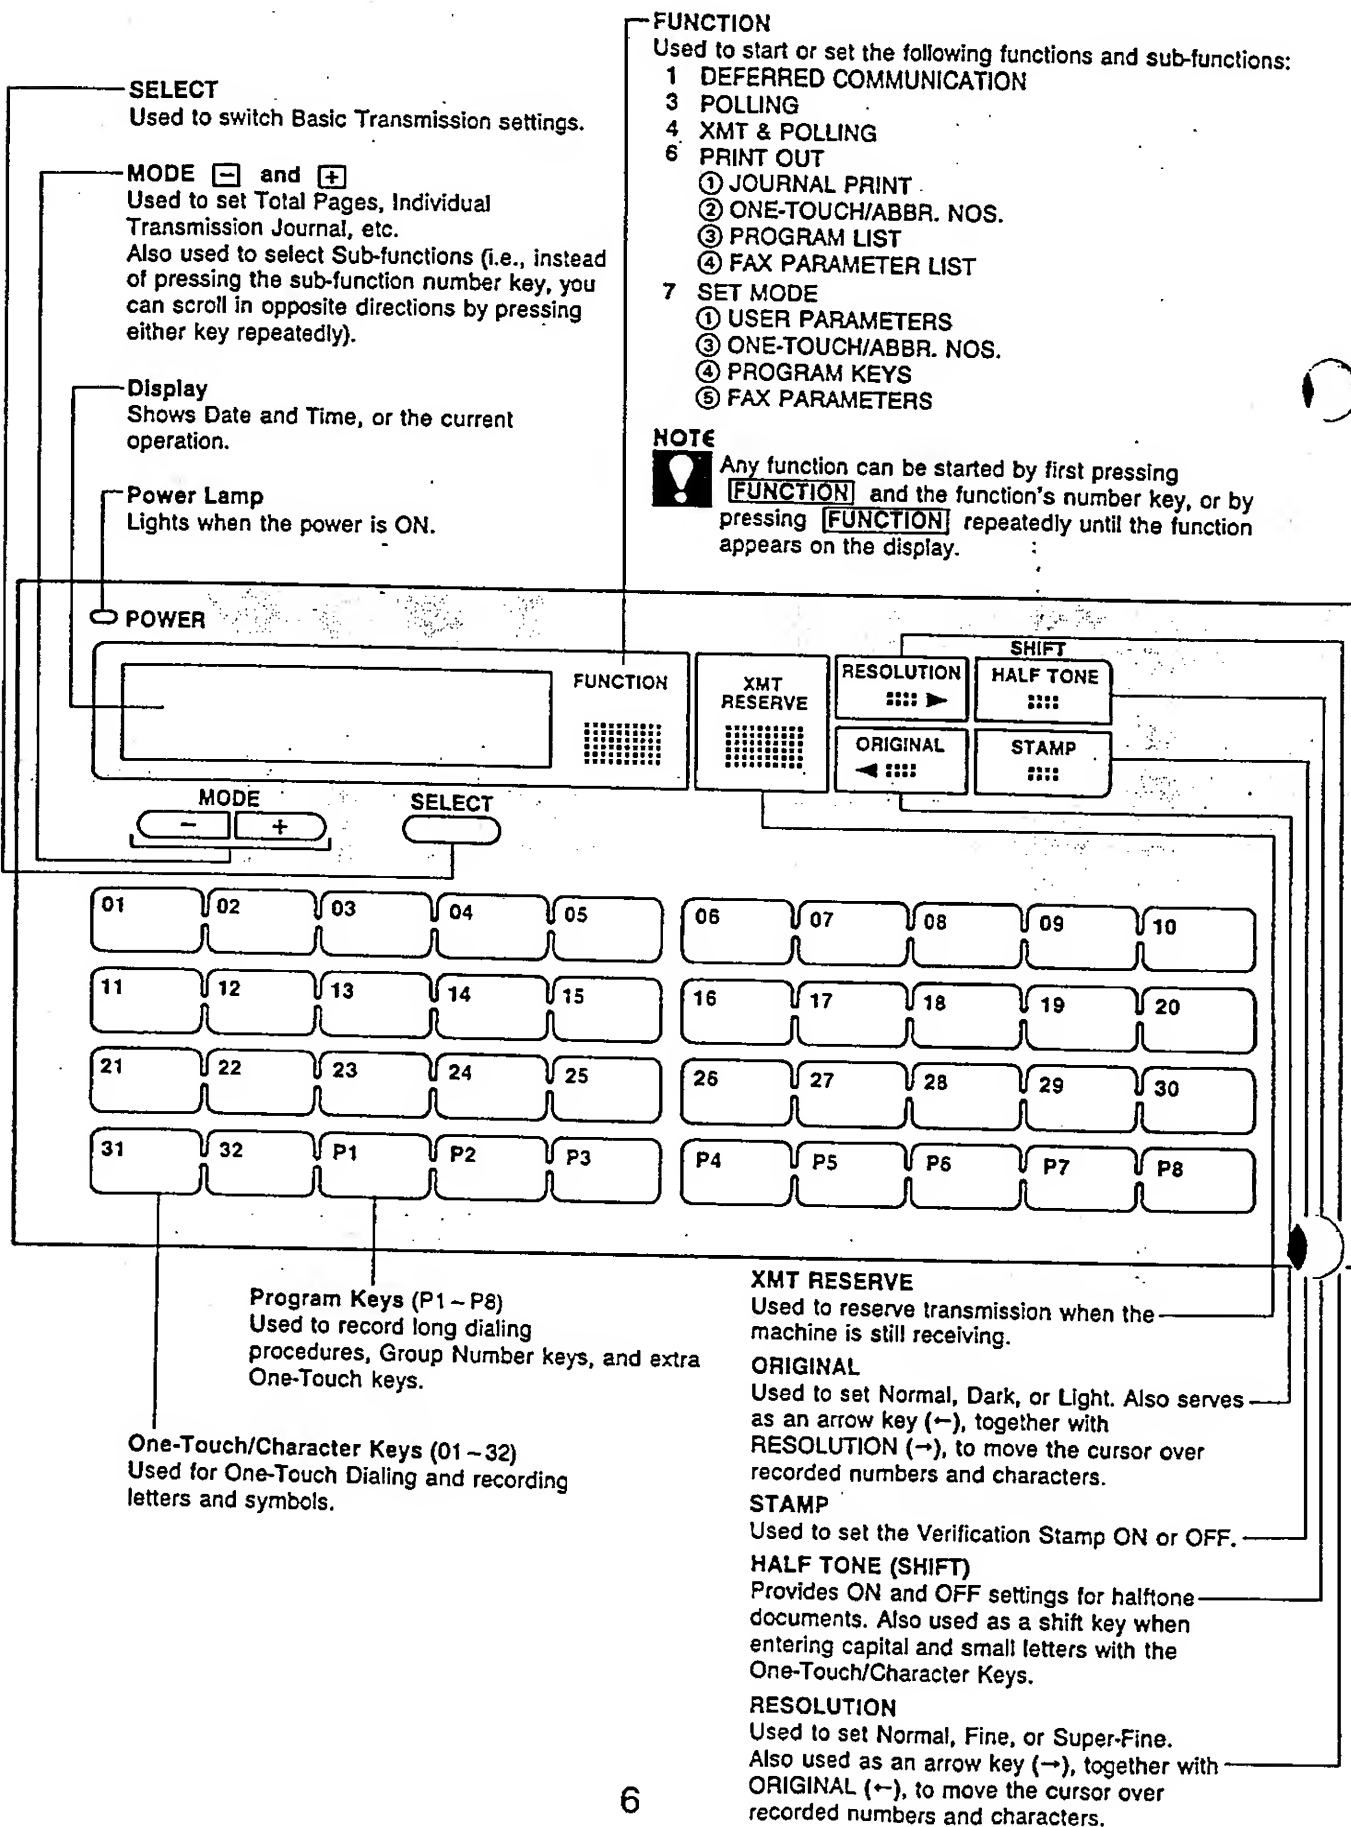 FUNCTION
Used to start or set the following functions and sub-functions:
1 DEFERRED COMMUNICATION
3 POLLING
4 XMT & POLLING
6 PRINT OUT
① JOURNAL PRINT
② ONE-TOUCH/ABBR. NOS.
③ PROGRAM LIST
④ FAX PARAMETER LIST
7 SET MODE
① USER PARAMETERS
③ ONE-TOUCH/ABBR. NOS.
④ PROGRAM KEYS
⑤ FAX PARAMETERS
NOTE
Any function can be started by first pressing
FUNCTION and the function's number key, or by
pressing FUNCTION repeatedly until the function
appears on the display.
SELECT
Used to switch Basic Transmission settings.
MODE − and +
Used to set Total Pages, Individual
Transmission Journal, etc.
Also used to select Sub-functions (i.e., instead
of pressing the sub-function number key, you
can scroll in opposite directions by pressing
either key repeatedly).
Display
Shows Date and Time, or the current
operation.
Power Lamp
Lights when the power is ON.
POWER
FUNCTION
XMT
RESERVE
RESOLUTION
SHIFT
HALF TONE
ORIGINAL
STAMP
MODE
− +
SELECT
01 02 03 04 05 06 07 08 09 10
11 12 13 14 15 16 17 18 19 20
21 22 23 24 25 26 27 28 29 30
31 32 P1 P2 P3 P4 P5 P6 P7 P8
Program Keys (P1 ~ P8)
Used to record long dialing
procedures, Group Number keys, and extra
One-Touch keys.
One-Touch/Character Keys (01 ~ 32)
Used for One-Touch Dialing and recording
letters and symbols.
XMT RESERVE
Used to reserve transmission when the
machine is still receiving.
ORIGINAL
Used to set Normal, Dark, or Light. Also serves
as an arrow key (←), together with
RESOLUTION (→), to move the cursor over
recorded numbers and characters.
STAMP
Used to set the Verification Stamp ON or OFF.
HALF TONE (SHIFT)
Provides ON and OFF settings for halftone
documents. Also used as a shift key when
entering capital and small letters with the
One-Touch/Character Keys.
RESOLUTION
Used to set Normal, Fine, or Super-Fine.
Also used as an arrow key (→), together with
ORIGINAL (←), to move the cursor over
recorded numbers and characters.
6